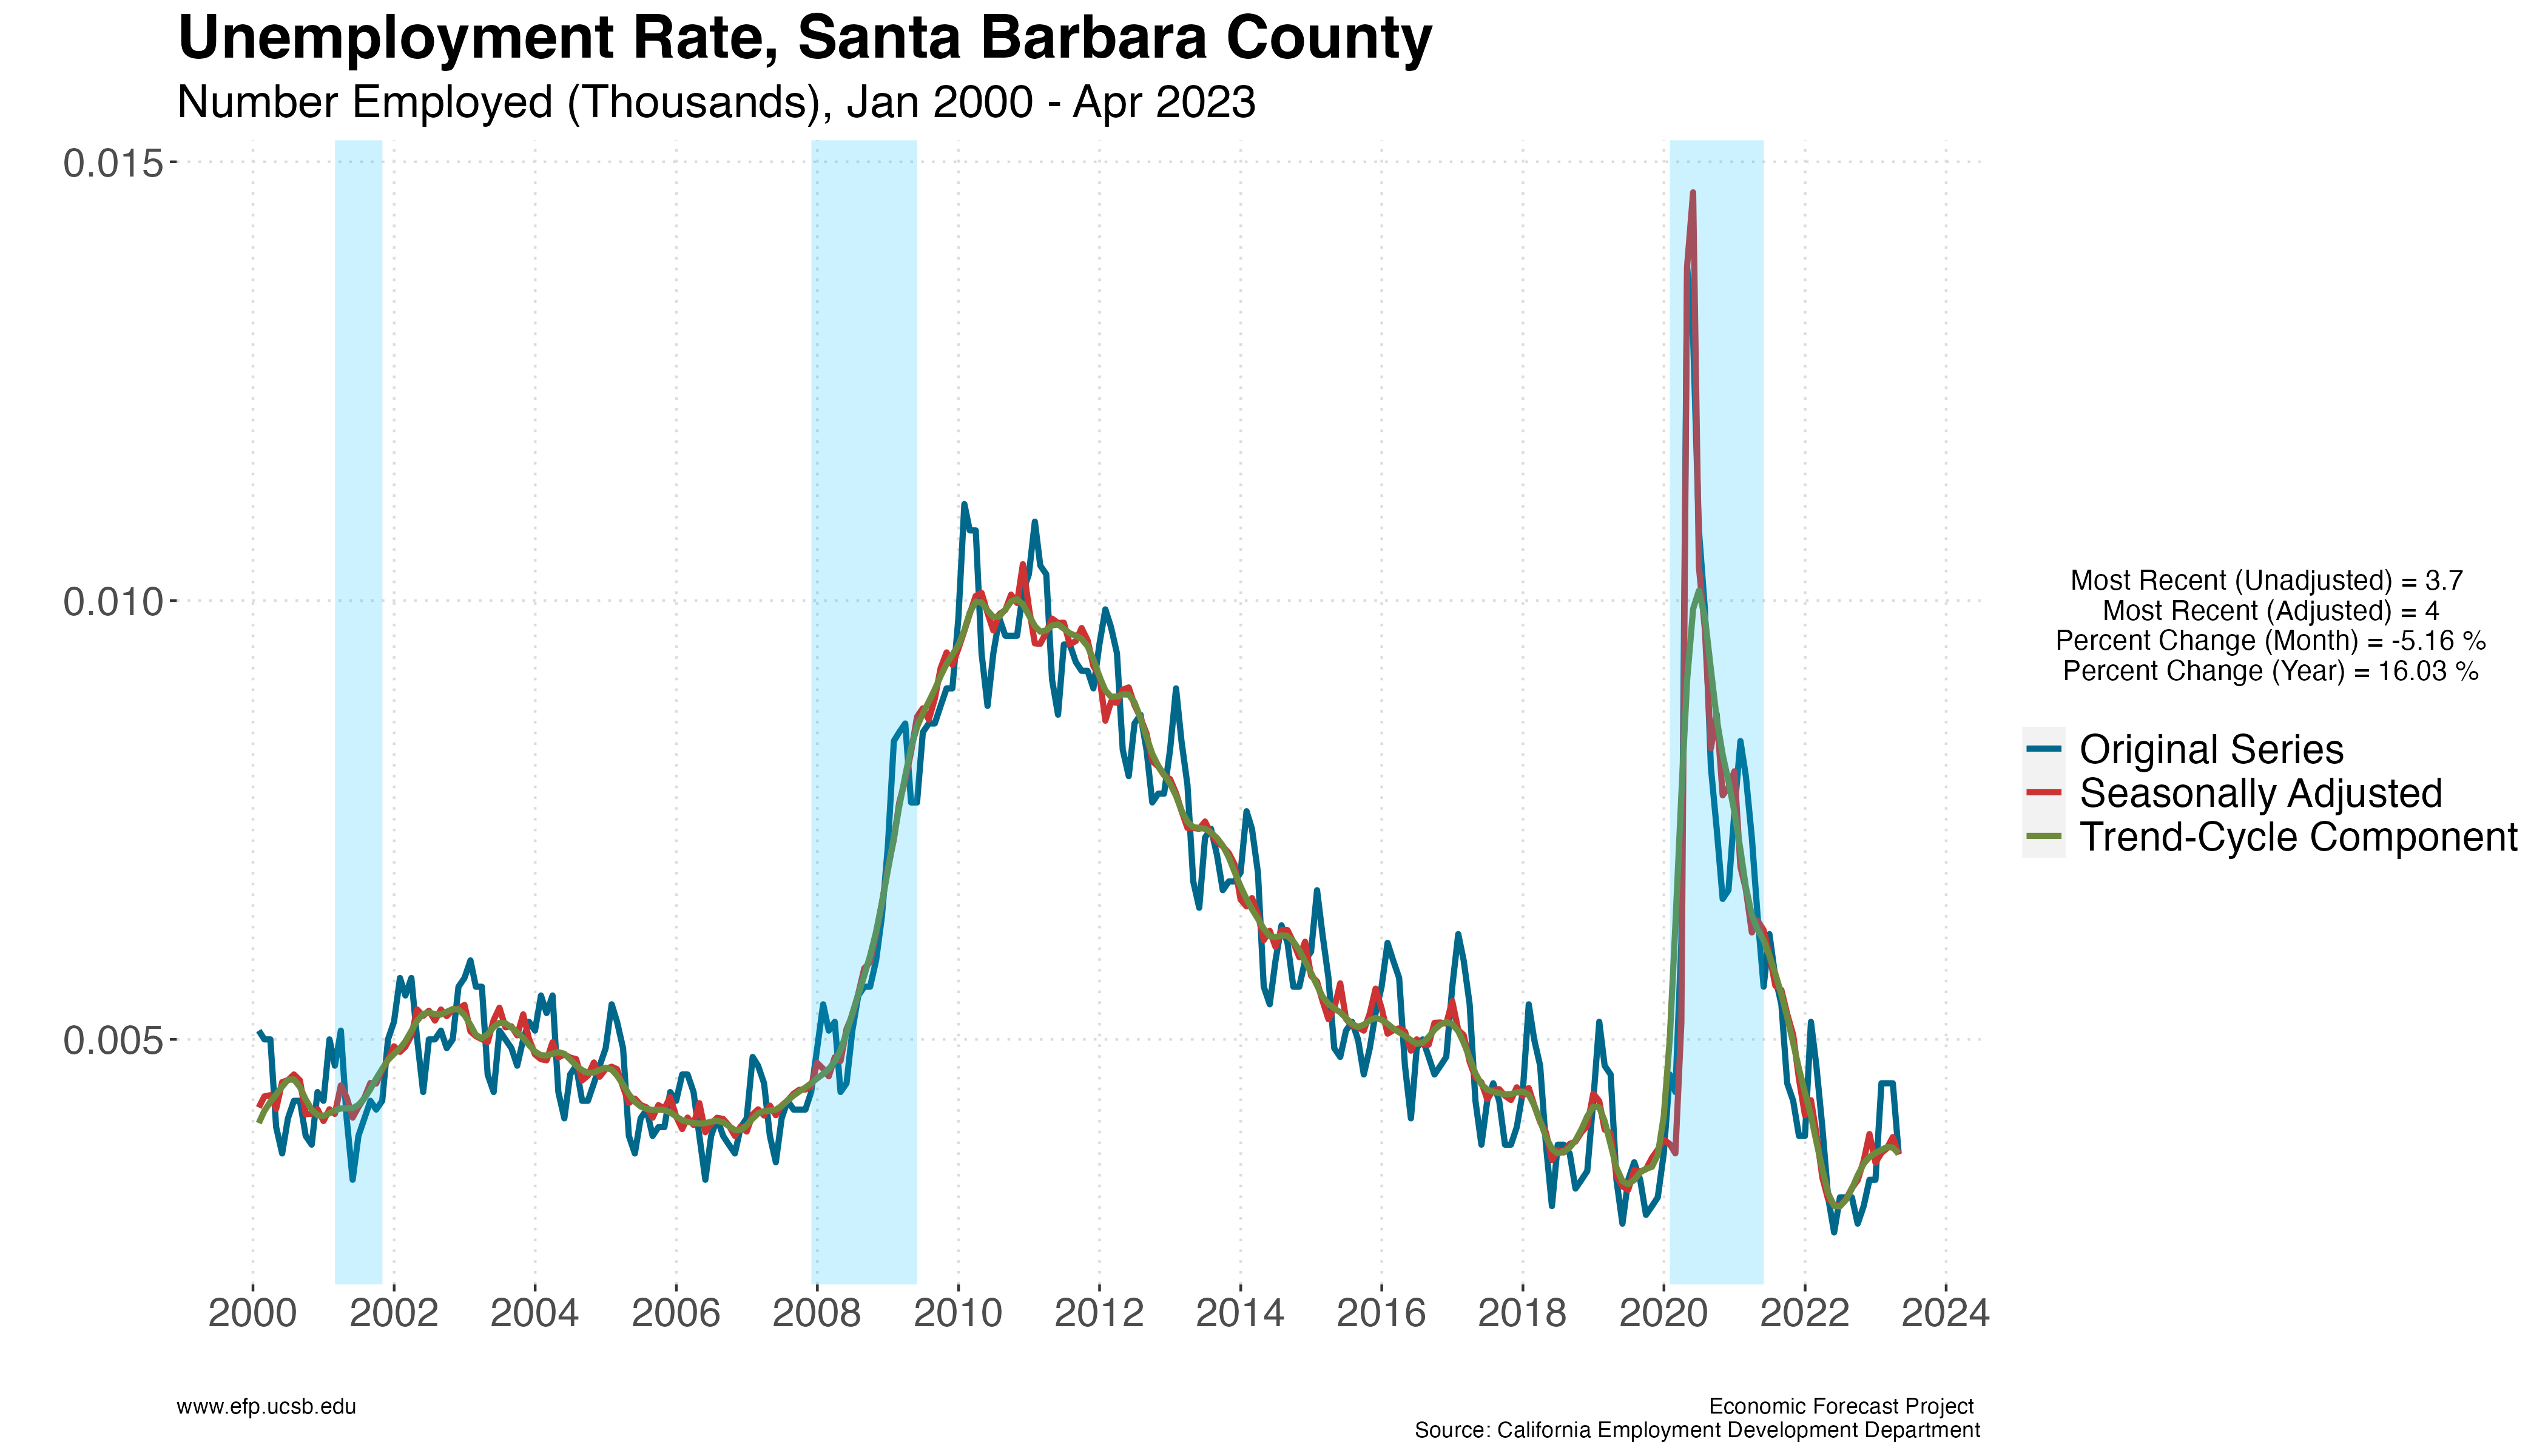 Unemployment Rate, Santa Barbara County
Number Employed (Thousands), Jan 2000 - Apr 2023
0.015
0.010
0.005
2000 2002 2004 2006 2008 2010 2012 2014 2016 2018 2020 2022 2024
Most Recent (Unadjusted) = 3.7
Most Recent (Adjusted) = 4
Percent Change (Month) = -5.16 %
Percent Change (Year) = 16.03 %
Original Series
Seasonally Adjusted
Trend-Cycle Component
www.efp.ucsb.edu
Economic Forecast Project
Source: California Employment Development Department